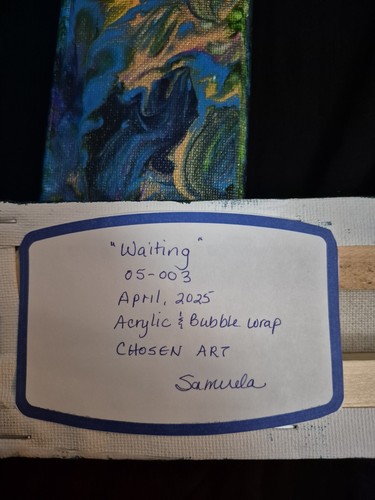 "Waiting"
05-003
April, 2025
Acrylic & Bubble wrap
CHOSEN ART
Samuela